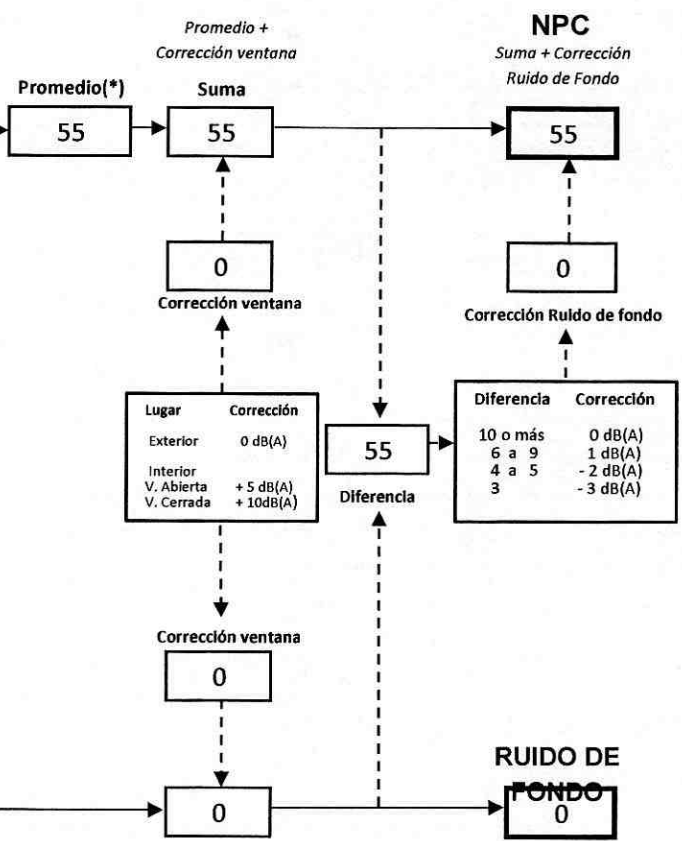 Promedio +
Corrección ventana
NPC
Suma + Corrección
Ruido de Fondo
Promedio(*)
Suma
55
55
55
0
Corrección ventana
0
Corrección Ruido de fondo
Lugar Corrección
Exterior 0 dB(A)
Interior
V. Abierta + 5 dB(A)
V. Cerrada + 10dB(A)
55
Diferencia
Diferencia Corrección
10 o más 0 dB(A)
6 a 9 1 dB(A)
4 a 5 - 2 dB(A)
3 - 3 dB(A)
Corrección ventana
0
0
RUIDO DE
FONDO
0